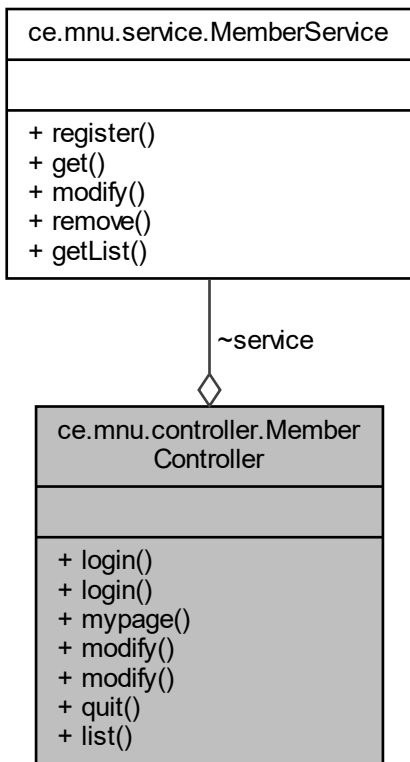 ce.mnu.service.MemberService
+ register()
+ get()
+ modify()
+ remove()
+ getList()
~service
ce.mnu.controller.Member
Controller
+ login()
+ login()
+ mypage()
+ modify()
+ modify()
+ quit()
+ list()